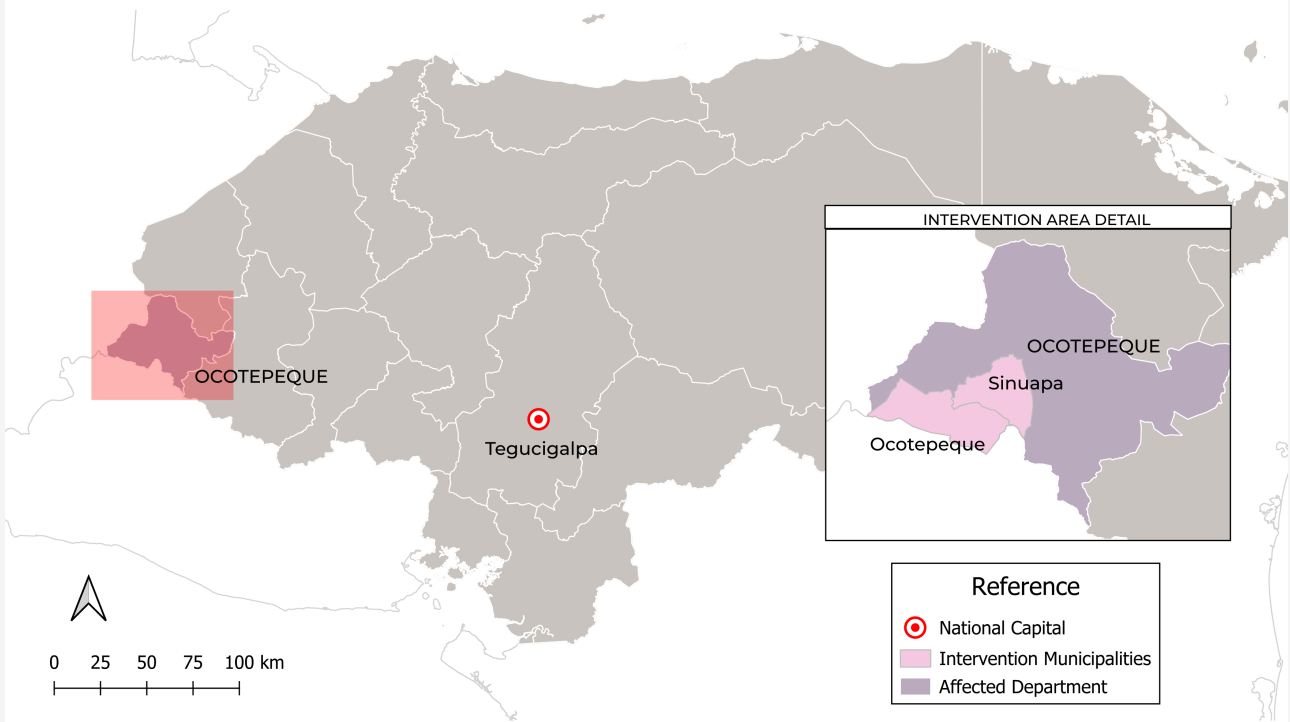 INTERVENTION AREA DETAIL
OCOTEPEQUE
Sinuapa
Ocotepeque
OCOTEPEQUE
Tegucigalpa
Reference
National Capital
Intervention Municipalities
Affected Department
0 25 50 75 100 km